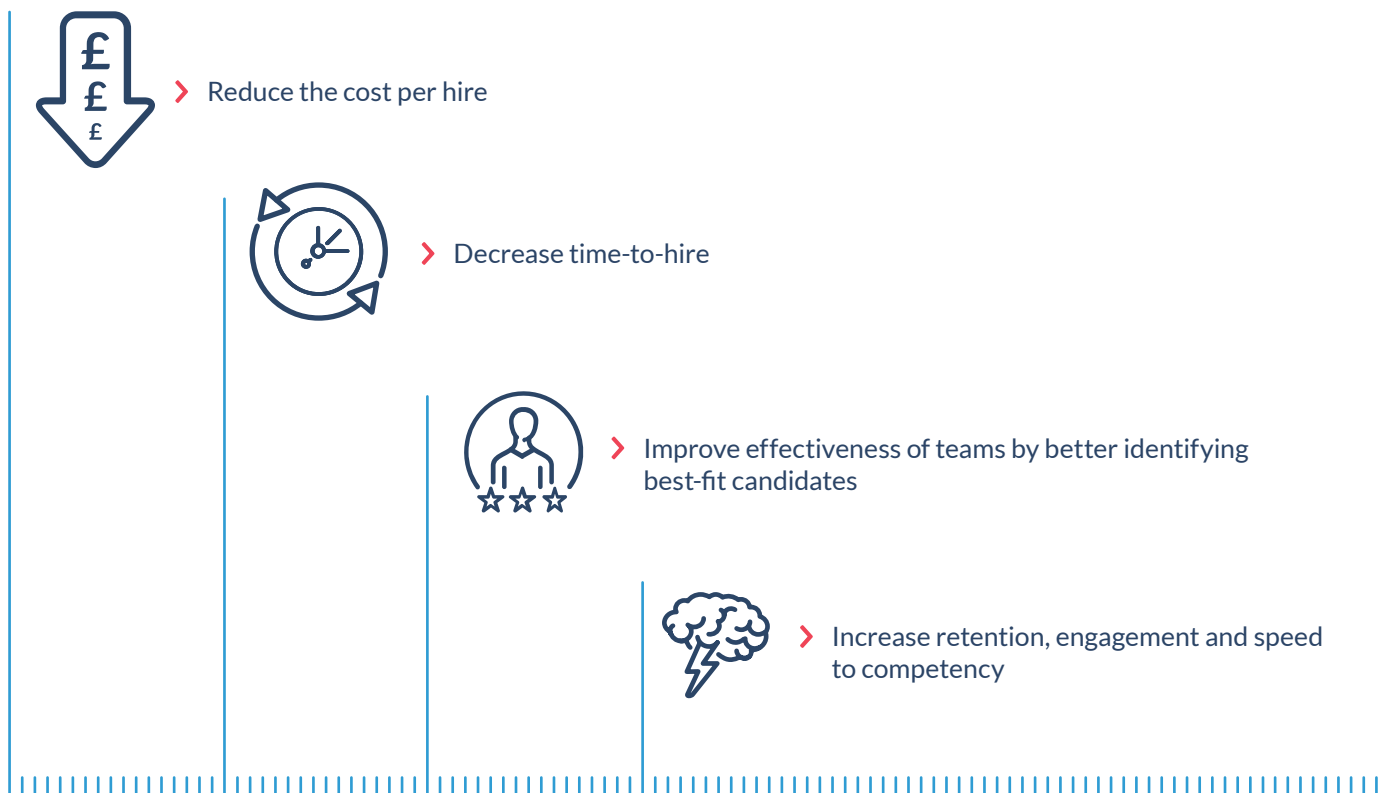 £
£
£
Reduce the cost per hire
Decrease time-to-hire
Improve effectiveness of teams by better identifying
best-fit candidates
Increase retention, engagement and speed
to competency